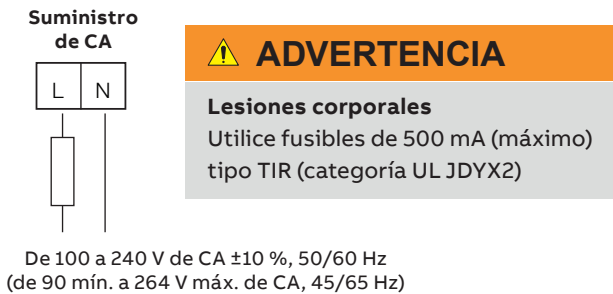 Suministro
de CA
L N
ADVERTENCIA
Lesiones corporales
Utilice fusibles de 500 mA (máximo)
tipo TIR (categoría UL JDYX2)
De 100 a 240 V de CA ±10 %, 50/60 Hz
(de 90 mín. a 264 V máx. de CA, 45/65 Hz)